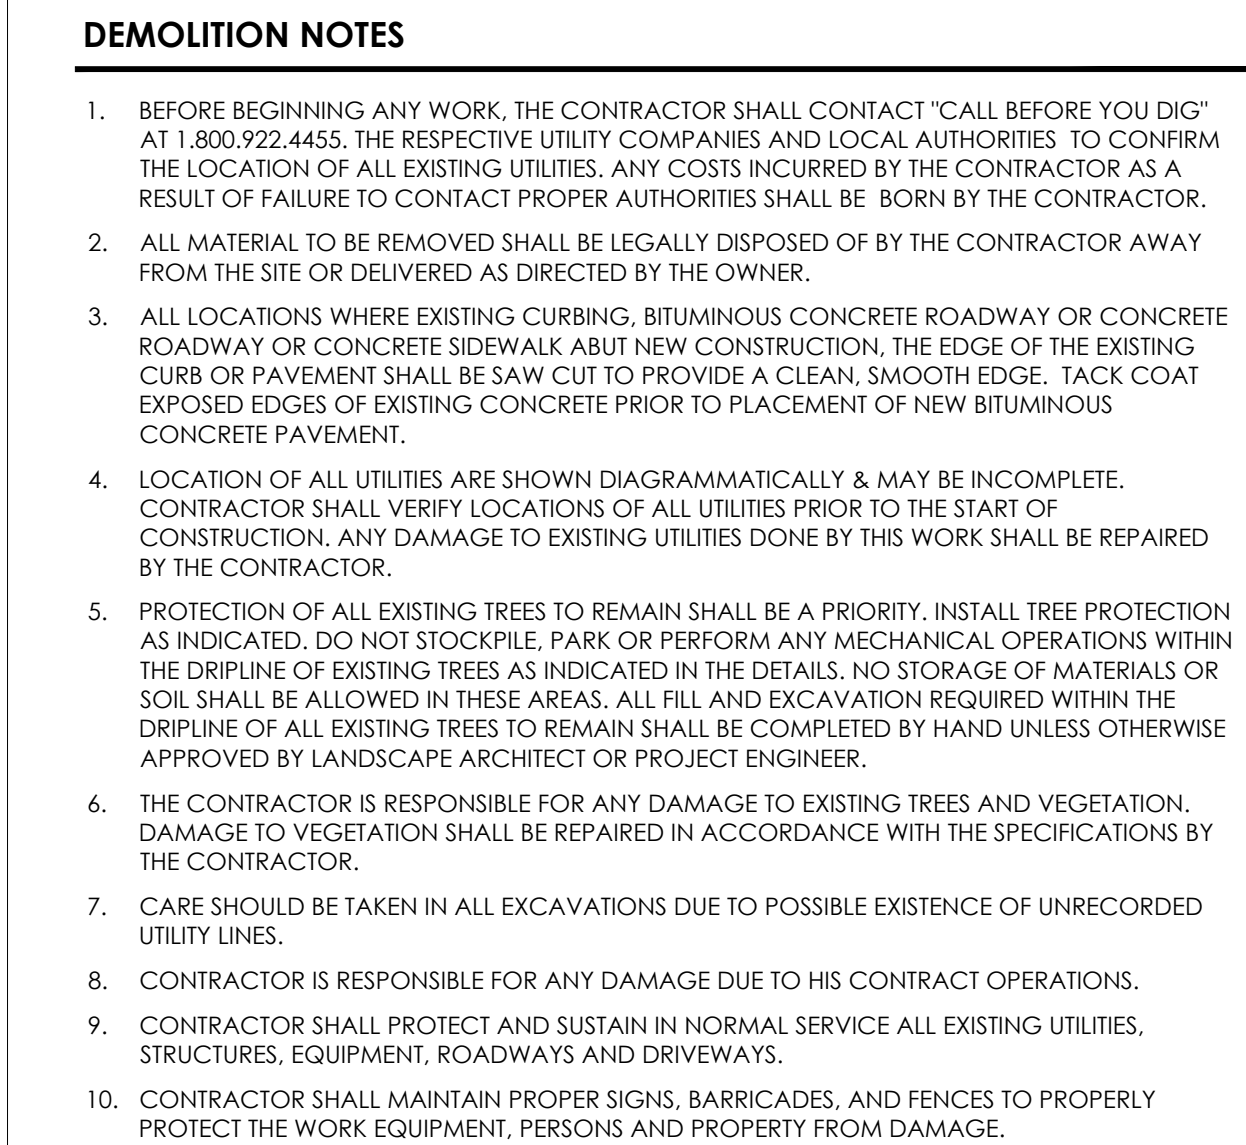 DEMOLITION NOTES
1. BEFORE BEGINNING ANY WORK, THE CONTRACTOR SHALL CONTACT "CALL BEFORE YOU DIG"
AT 1.800.922.4455. THE RESPECTIVE UTILITY COMPANIES AND LOCAL AUTHORITIES  TO CONFIRM
THE LOCATION OF ALL EXISTING UTILITIES. ANY COSTS INCURRED BY THE CONTRACTOR AS A
RESULT OF FAILURE TO CONTACT PROPER AUTHORITIES SHALL BE  BORN BY THE CONTRACTOR.
2. ALL MATERIAL TO BE REMOVED SHALL BE LEGALLY DISPOSED OF BY THE CONTRACTOR AWAY
FROM THE SITE OR DELIVERED AS DIRECTED BY THE OWNER.
3. ALL LOCATIONS WHERE EXISTING CURBING, BITUMINOUS CONCRETE ROADWAY OR CONCRETE
ROADWAY OR CONCRETE SIDEWALK ABUT NEW CONSTRUCTION, THE EDGE OF THE EXISTING
CURB OR PAVEMENT SHALL BE SAW CUT TO PROVIDE A CLEAN, SMOOTH EDGE.  TACK COAT
EXPOSED EDGES OF EXISTING CONCRETE PRIOR TO PLACEMENT OF NEW BITUMINOUS
CONCRETE PAVEMENT.
4. LOCATION OF ALL UTILITIES ARE SHOWN DIAGRAMMATICALLY & MAY BE INCOMPLETE.
CONTRACTOR SHALL VERIFY LOCATIONS OF ALL UTILITIES PRIOR TO THE START OF
CONSTRUCTION. ANY DAMAGE TO EXISTING UTILITIES DONE BY THIS WORK SHALL BE REPAIRED
BY THE CONTRACTOR.
5. PROTECTION OF ALL EXISTING TREES TO REMAIN SHALL BE A PRIORITY. INSTALL TREE PROTECTION
AS INDICATED. DO NOT STOCKPILE, PARK OR PERFORM ANY MECHANICAL OPERATIONS WITHIN
THE DRIPLINE OF EXISTING TREES AS INDICATED IN THE DETAILS. NO STORAGE OF MATERIALS OR
SOIL SHALL BE ALLOWED IN THESE AREAS. ALL FILL AND EXCAVATION REQUIRED WITHIN THE
DRIPLINE OF ALL EXISTING TREES TO REMAIN SHALL BE COMPLETED BY HAND UNLESS OTHERWISE
APPROVED BY LANDSCAPE ARCHITECT OR PROJECT ENGINEER.
6. THE CONTRACTOR IS RESPONSIBLE FOR ANY DAMAGE TO EXISTING TREES AND VEGETATION.
DAMAGE TO VEGETATION SHALL BE REPAIRED IN ACCORDANCE WITH THE SPECIFICATIONS BY
THE CONTRACTOR.
7. CARE SHOULD BE TAKEN IN ALL EXCAVATIONS DUE TO POSSIBLE EXISTENCE OF UNRECORDED
UTILITY LINES.
8. CONTRACTOR IS RESPONSIBLE FOR ANY DAMAGE DUE TO HIS CONTRACT OPERATIONS.
9. CONTRACTOR SHALL PROTECT AND SUSTAIN IN NORMAL SERVICE ALL EXISTING UTILITIES,
STRUCTURES, EQUIPMENT, ROADWAYS AND DRIVEWAYS.
10. CONTRACTOR SHALL MAINTAIN PROPER SIGNS, BARRICADES, AND FENCES TO PROPERLY
PROTECT THE WORK EQUIPMENT, PERSONS AND PROPERTY FROM DAMAGE.